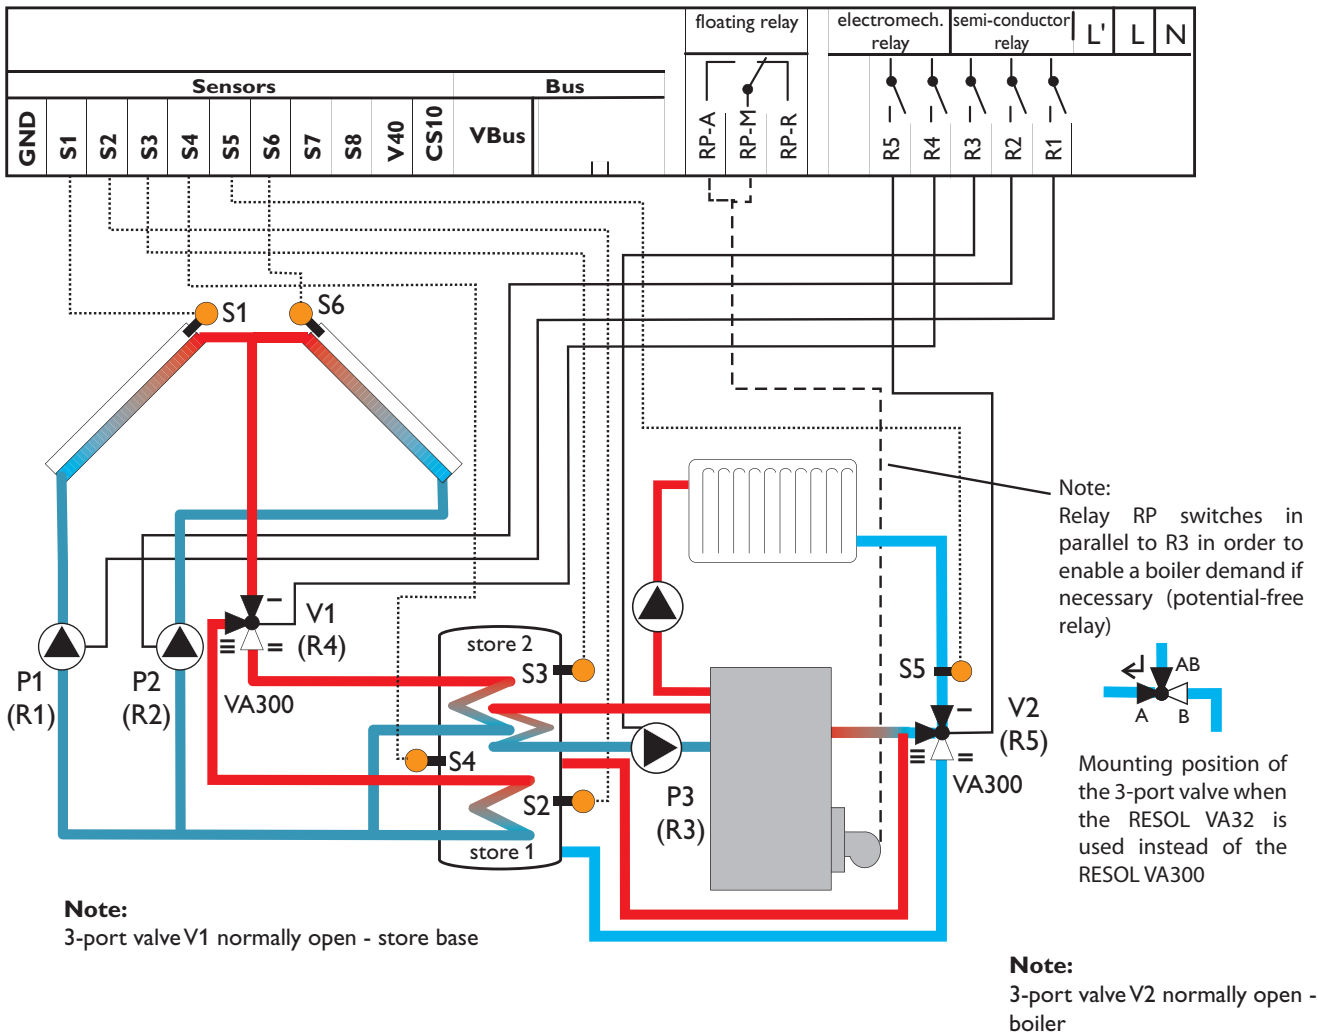 floating relay
electromech. relay
semi-conductor relay
L'
L
N
Sensors
Bus
GND
S1
S2
S3
S4
S5
S6
S7
S8
V40
CS10
VBus
RP-A
RP-M
RP-R
R5
R4
R3
R2
R1
S1
S6
Note:
Relay RP switches in
parallel to R3 in order to
enable a boiler demand if
necessary (potential-free
relay)
V1
(R4)
VA300
P1
(R1)
P2
(R2)
store 2
S3
S4
S2
store 1
P3
(R3)
S5
V2
(R5)
VA300
AB
A
B
Mounting position of
the 3-port valve when
the RESOL VA32 is
used instead of the
RESOL VA300
Note:
3-port valve V1 normally open - store base
Note:
3-port valve V2 normally open -
boiler